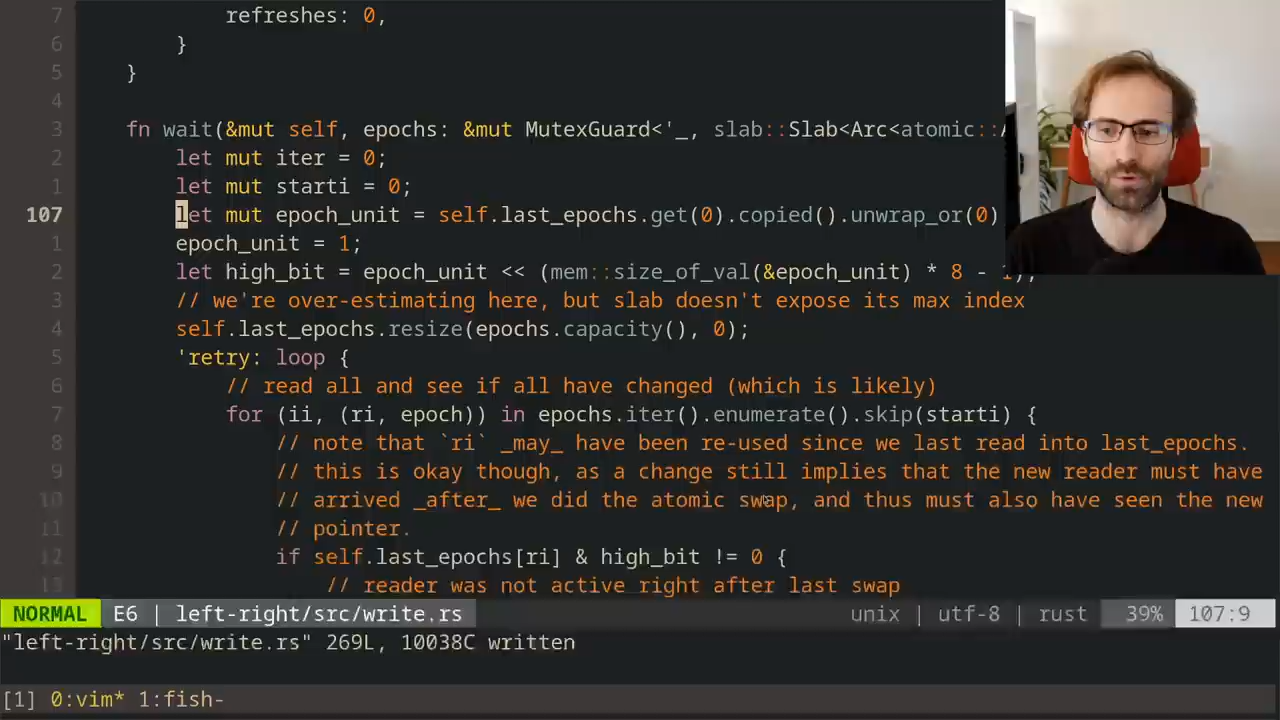 7 refreshes: 0,
6 }
5 }
4
3 fn wait(&mut self, epochs: &mut MutexGuard<'_, slab::Slab<Arc<atomic::
2 let mut iter = 0;
1 let mut starti = 0;
107 let mut epoch_unit = self.last_epochs.get(0).copied().unwrap_or(0)
1 epoch_unit = 1;
2 let high_bit = epoch_unit << (mem::size_of_val(&epoch_unit) * 8 - 1);
3 // we're over-estimating here, but slab doesn't expose its max index
4 self.last_epochs.resize(epochs.capacity(), 0);
5 'retry: loop {
6 // read all and see if all have changed (which is likely)
7 for (ii, (ri, epoch)) in epochs.iter().enumerate().skip(starti) {
8 // note that `ri` _may_ have been re-used since we last read into last_epochs.
9 // this is okay though, as a change still implies that the new reader must have
10 // arrived _after_ we did the atomic swap, and thus must also have seen the new
11 // pointer.
12 if self.last_epochs[ri] & high_bit != 0 {
13 // reader was not active right after last swap
NORMAL E6 | left-right/src/write.rs unix | utf-8 | rust 39% 107:9
"left-right/src/write.rs" 269L, 10038C written
[1] 0:vim* 1:fish-